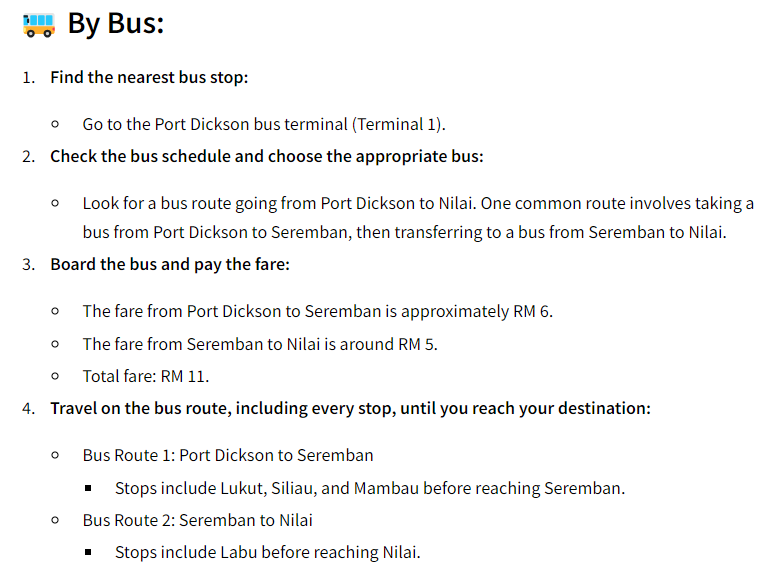 By Bus:
1. Find the nearest bus stop:
Go to the Port Dickson bus terminal (Terminal 1).
2. Check the bus schedule and choose the appropriate bus:
Look for a bus route going from Port Dickson to Nilai. One common route involves taking a
bus from Port Dickson to Seremban, then transferring to a bus from Seremban to Nilai.
3. Board the bus and pay the fare:
The fare from Port Dickson to Seremban is approximately RM 6.
The fare from Seremban to Nilai is around RM 5.
Total fare: RM 11.
4. Travel on the bus route, including every stop, until you reach your destination:
Bus Route 1: Port Dickson to Seremban
Stops include Lukut, Siliau, and Mambau before reaching Seremban.
Bus Route 2: Seremban to Nilai
Stops include Labu before reaching Nilai.